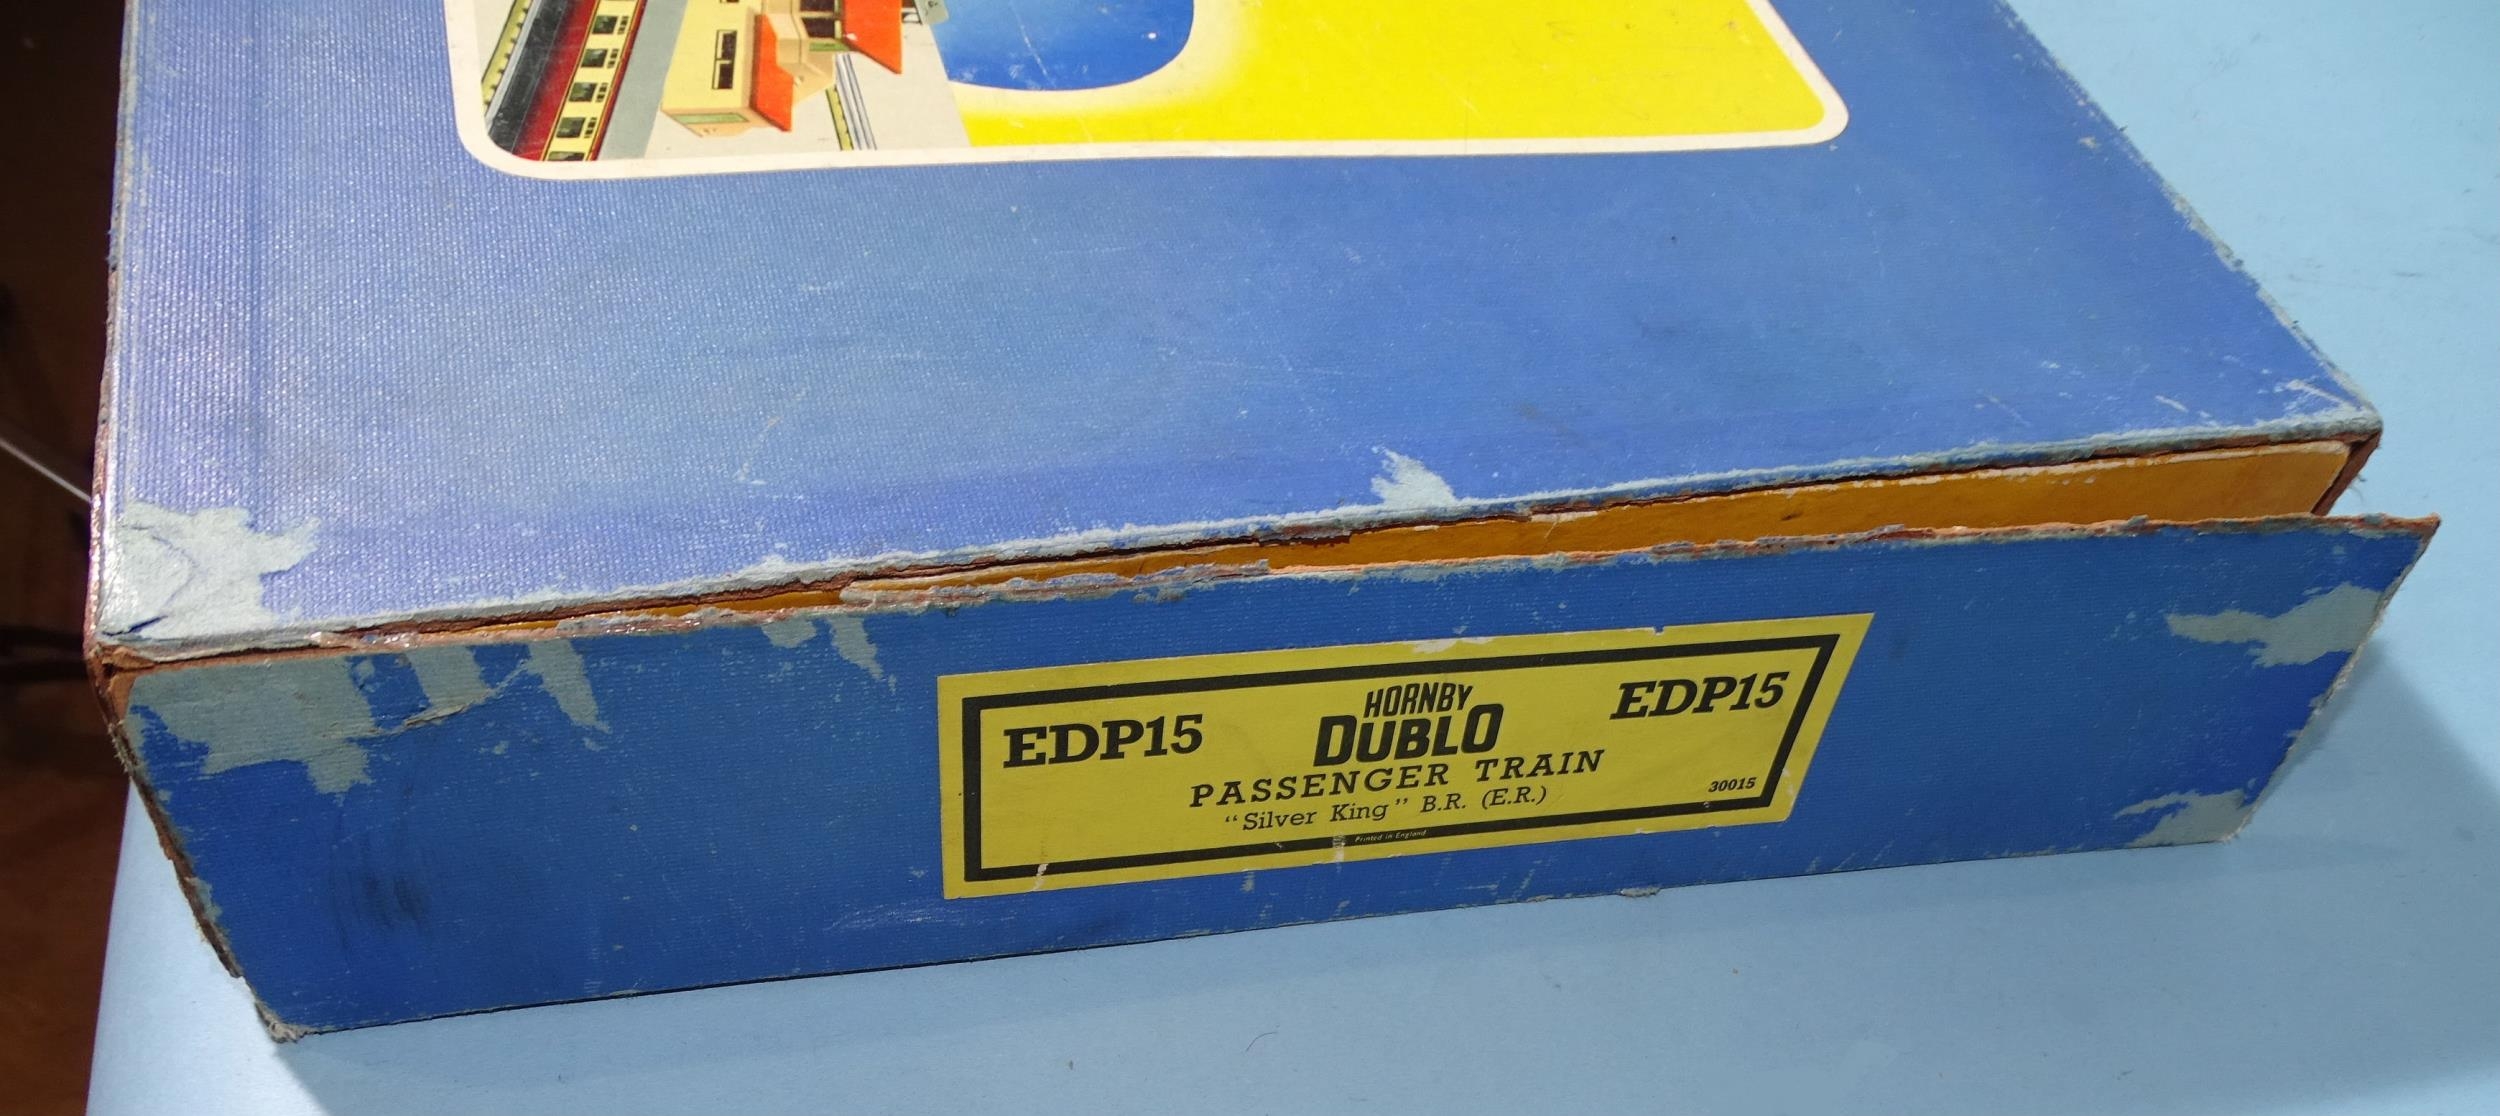 EDP15 HORNBY EDP15
DUBLO
PASSENGER TRAIN
"Silver King" B.R. (E.R.)
30015
Printed in England